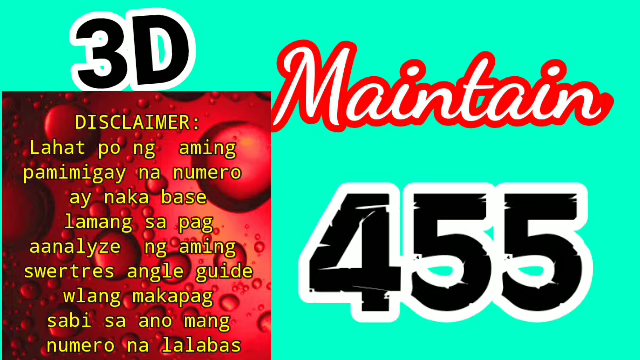 3D
Maintain
DISCLAIMER:
Lahat po ng aming
pamimigay na numero
ay naka base
lamang sa pag
aanalyze ng aming
swertres angle guide
wlang makapag
sabi sa ano mang
numero na lalabas
455